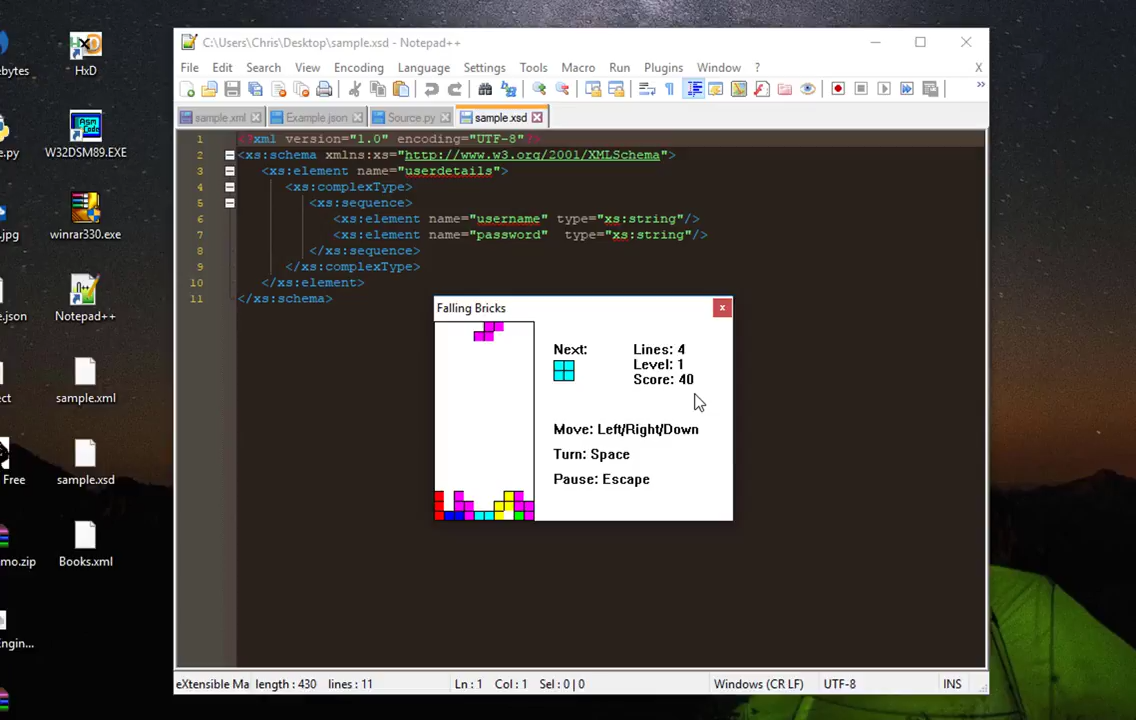 C:\Users\Chris\Desktop\sample.xsd - Notepad++
File Edit Search View Encoding Language Settings Tools Macro Run Plugins Window ? X
sample.xml Example.json Source.py sample.xsd
1 <?xml version="1.0" encoding="UTF-8"?>
2 <xs:schema xmlns:xs="http://www.w3.org/2001/XMLSchema">
3 <xs:element name="userdetails">
4 <xs:complexType>
5 <xs:sequence>
6 <xs:element name="username" type="xs:string"/>
7 <xs:element name="password" type="xs:string"/>
8 </xs:sequence>
9 </xs:complexType>
10 </xs:element>
11 </xs:schema>
Falling Bricks
Next:
Lines: 4
Level: 1
Score: 40
Move: Left/Right/Down
Turn: Space
Pause: Escape
eXtensible Ma length : 430 lines : 11 Ln : 1 Col : 1 Sel : 0 | 0 Windows (CR LF) UTF-8 INS
ebytes
HxD
e.py
W32DSM89.EXE
.jpg
winrar330.exe
e.json
Notepad++
ect
sample.xml
Free
sample.xsd
mo.zip
Books.xml
Engin...